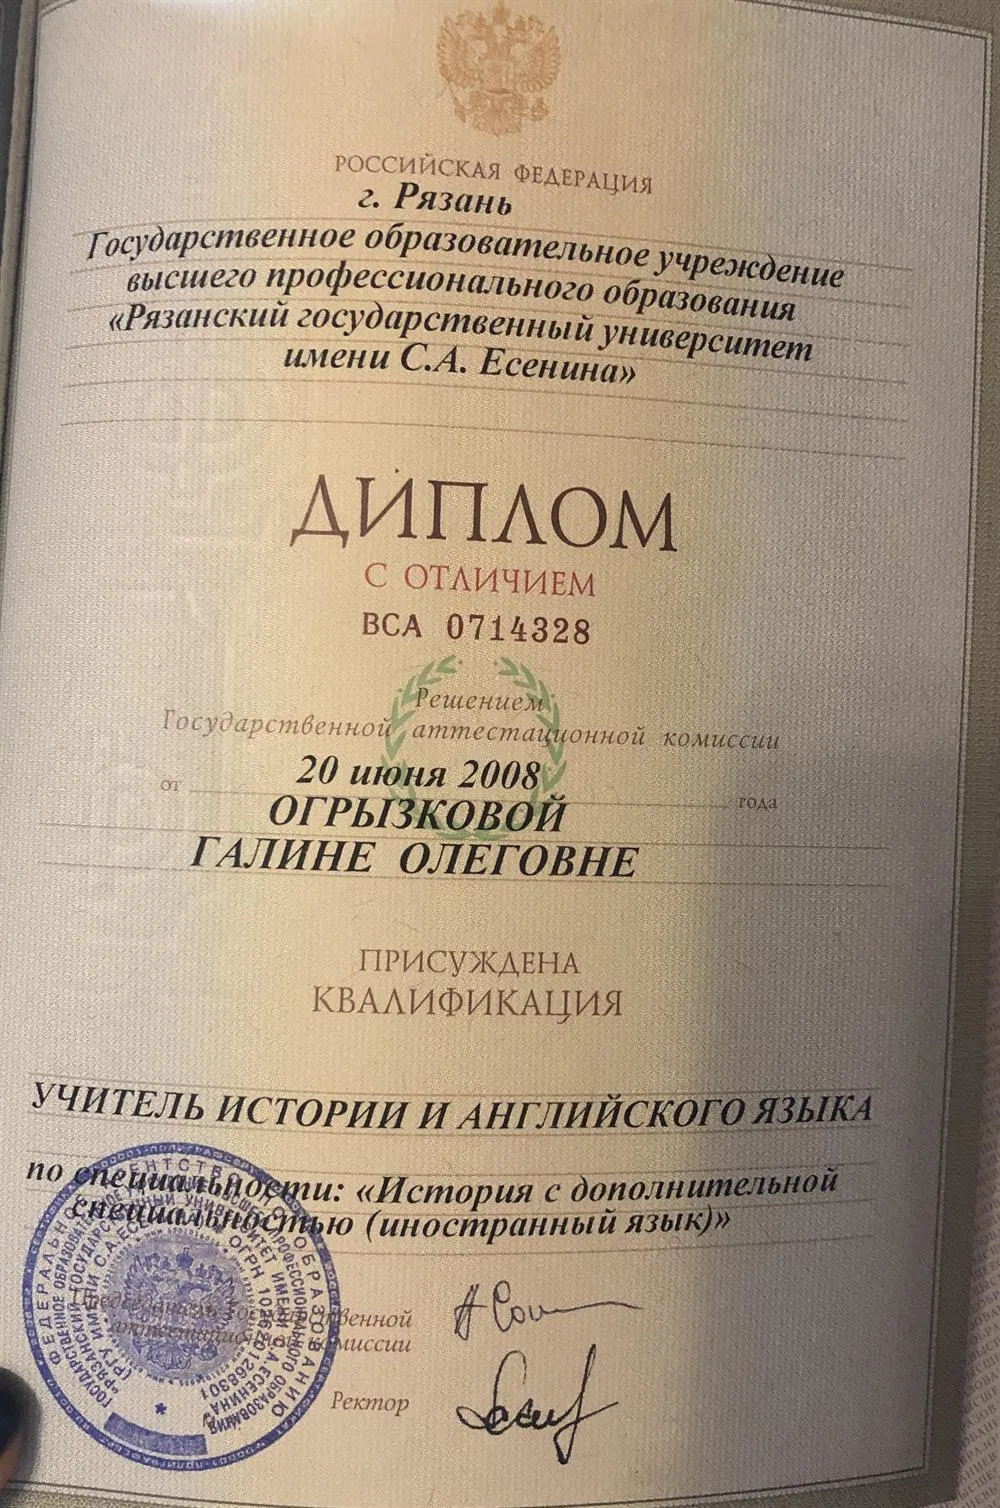 РОССИЙСКАЯ ФЕДЕРАЦИЯ
г. Рязань
Государственное образовательное учреждение
высшего профессионального образования
«Рязанский государственный университет
имени С.А. Есенина»
ДИПЛОМ
С ОТЛИЧИЕМ
ВСА 0714328
Решением
Государственной аттестационной комиссии
от 20 июня 2008 года
ОГРЫЗКОВОЙ
ГАЛИНЕ ОЛЕГОВНЕ
ПРИСУЖДЕНА
КВАЛИФИКАЦИЯ
УЧИТЕЛЬ ИСТОРИИ И АНГЛИЙСКОГО ЯЗЫКА
по специальности: «История с дополнительной
специальностью (иностранный язык)»
Председатель Государственной
аттестационной комиссии
Ректор